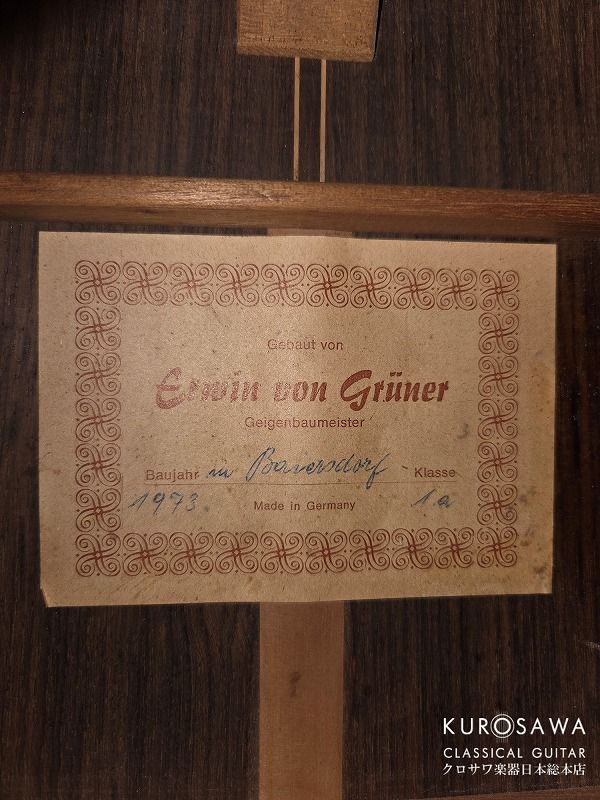 Gebaut von
Erwin von Grüner
Geigenbaumeister
Baujahr in Baiersdorf - Klasse
1973 Made in Germany 1a
KUROSAWA
CLASSICAL GUITAR
クロサワ楽器日本総本店